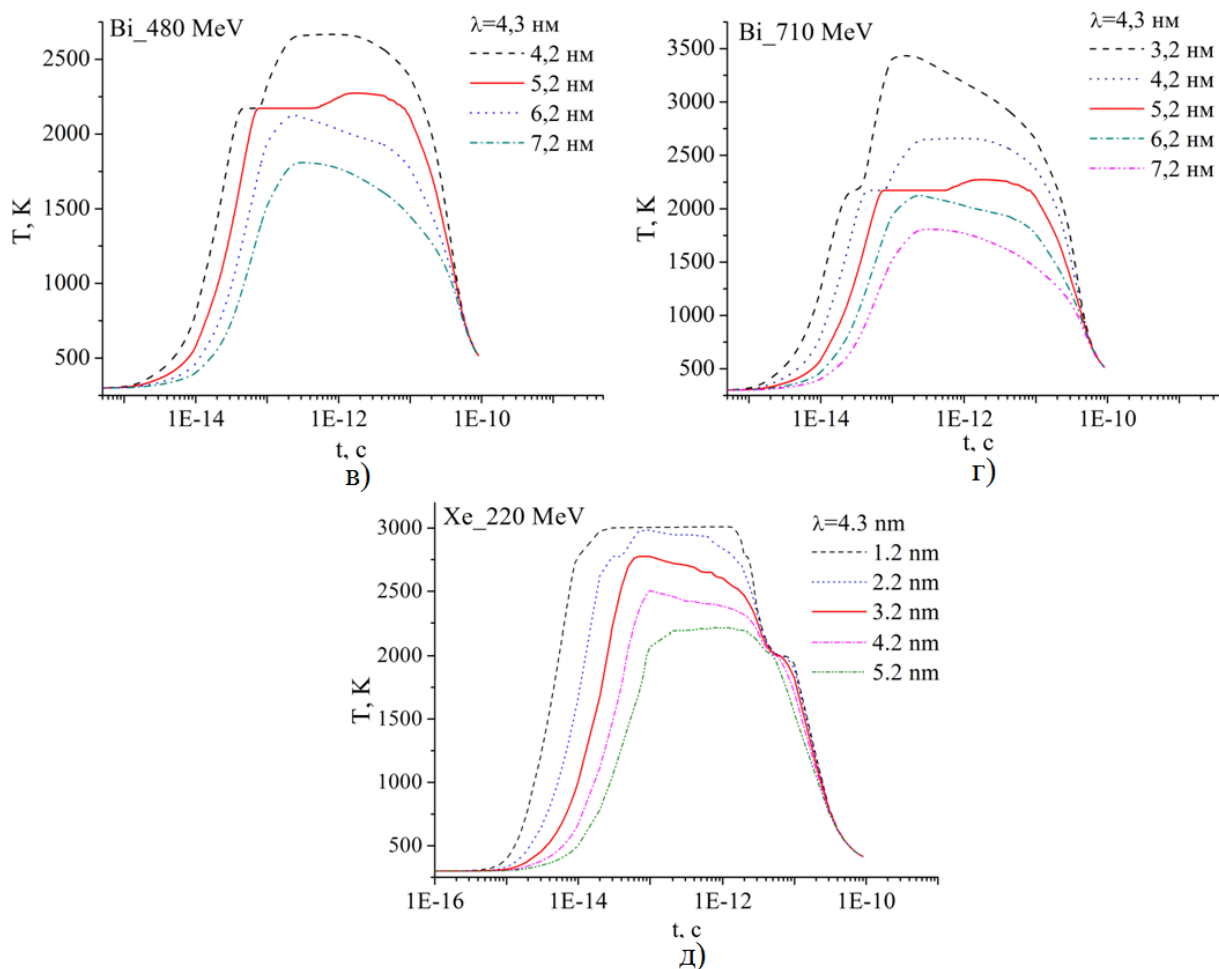 Bi_480 MeV
λ=4,3 нм
4,2 нм
5,2 нм
6,2 нм
7,2 нм
2500
2000
1500
1000
500
T, K
1E-14
1E-12
1E-10
t, c
в)
Bi_710 MeV
λ=4,3 нм
3,2 нм
4,2 нм
5,2 нм
6,2 нм
7,2 нм
3500
3000
2500
2000
1500
1000
500
T, K
1E-14
1E-12
1E-10
t, c
г)
Xe_220 MeV
λ=4.3 nm
1.2 nm
2.2 nm
3.2 nm
4.2 nm
5.2 nm
3000
2500
2000
1500
1000
500
T, K
1E-16
1E-14
1E-12
1E-10
t, c
д)